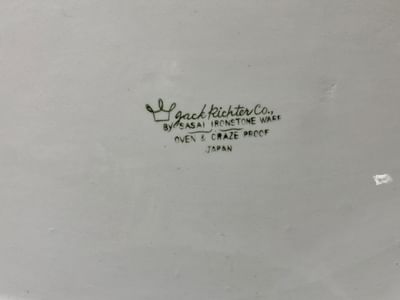 Jack Richter Co.,
BY SASAI IRONSTONE WARE
OVEN & CRAZE PROOF
JAPAN